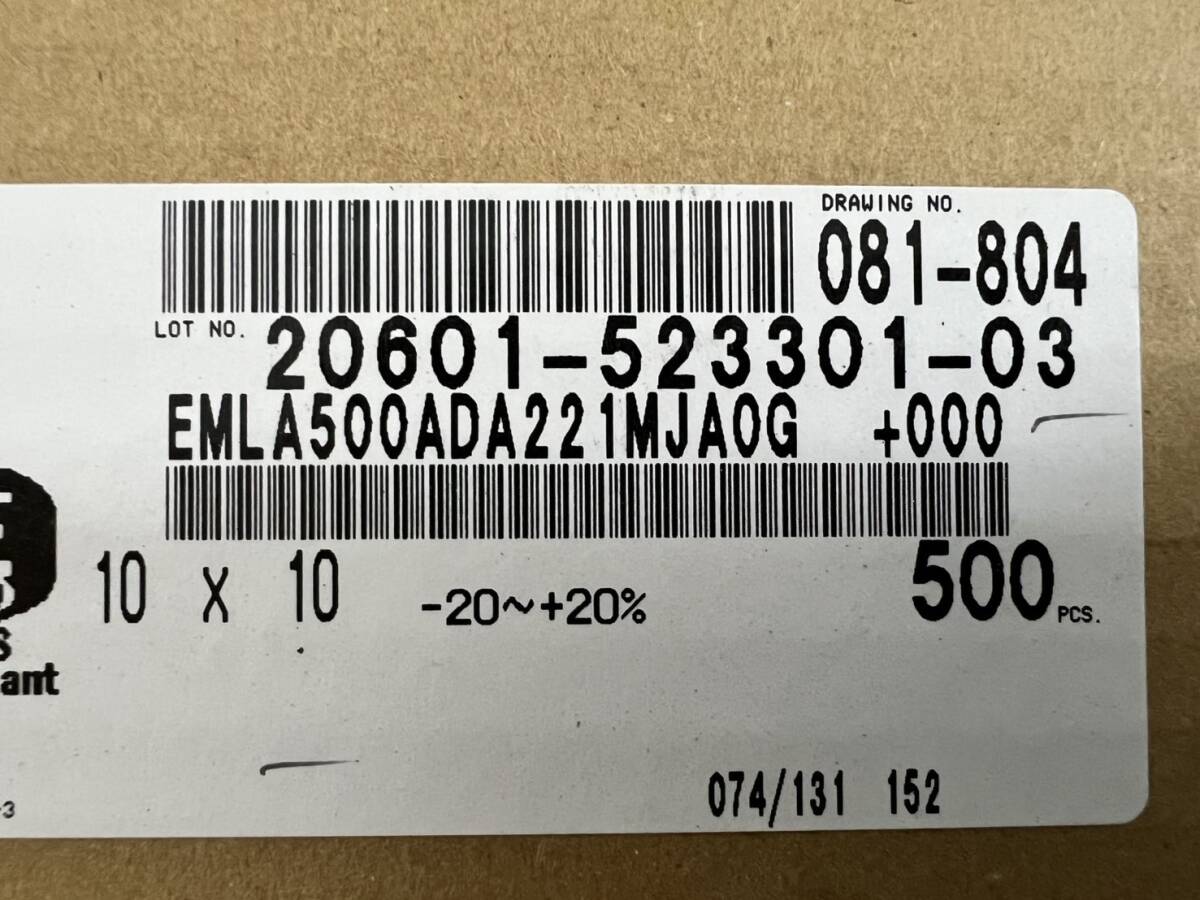 DRAWING NO.
081-804
LOT NO. 20601-523301-03
EMLA500ADA221MJA0G +000
10 x 10 -20~+20% 500 PCS.
S
ant
-3
074/131 152